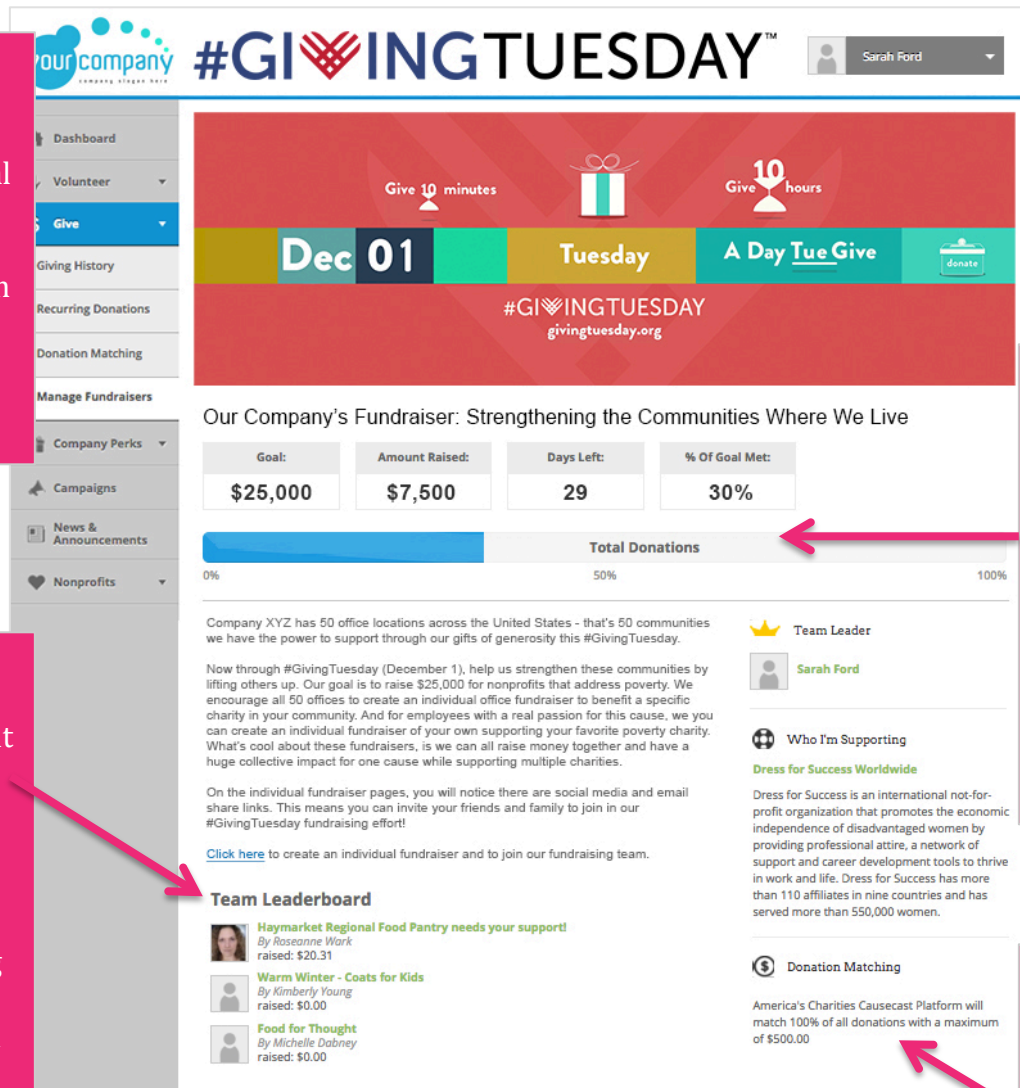 your company
company slogan here
#GIVINGTUESDAY™
Sarah Ford
Dashboard
Volunteer
Give
Giving History
Recurring Donations
Donation Matching
Manage Fundraisers
Company Perks
Campaigns
News &
Announcements
Nonprofits
Give 10 minutes
Give 10 hours
Dec 01
Tuesday
A Day Tue Give
donate
#GIVINGTUESDAY
givingtuesday.org
Our Company's Fundraiser: Strengthening the Communities Where We Live
Goal:
$25,000
Amount Raised:
$7,500
Days Left:
29
% Of Goal Met:
30%
Total Donations
0%
50%
100%
Company XYZ has 50 office locations across the United States - that's 50 communities
we have the power to support through our gifts of generosity this #GivingTuesday.
Now through #GivingTuesday (December 1), help us strengthen these communities by
lifting others up. Our goal is to raise $25,000 for nonprofits that address poverty. We
encourage all 50 offices to create an individual office fundraiser to benefit a specific
charity in your community. And for employees with a real passion for this cause, we you
can create an individual fundraiser of your own supporting your favorite poverty charity.
What's cool about these fundraisers, is we can all raise money together and have a
huge collective impact for one cause while supporting multiple charities.
On the individual fundraiser pages, you will notice there are social media and email
share links. This means you can invite your friends and family to join in our
#GivingTuesday fundraising effort!
Click here to create an individual fundraiser and to join our fundraising team.
Team Leaderboard
Haymarket Regional Food Pantry needs your support!
By Roseanne Wark
raised: $20.31
Warm Winter - Coats for Kids
By Kimberly Young
raised: $0.00
Food for Thought
By Michelle Dabney
raised: $0.00
Team Leader
Sarah Ford
Who I'm Supporting
Dress for Success Worldwide
Dress for Success is an international not-for-
profit organization that promotes the economic
independence of disadvantaged women by
providing professional attire, a network of
support and career development tools to thrive
in work and life. Dress for Success has more
than 110 affiliates in nine countries and has
served more than 550,000 women.
Donation Matching
America's Charities Causecast Platform will
match 100% of all donations with a maximum
of $500.00